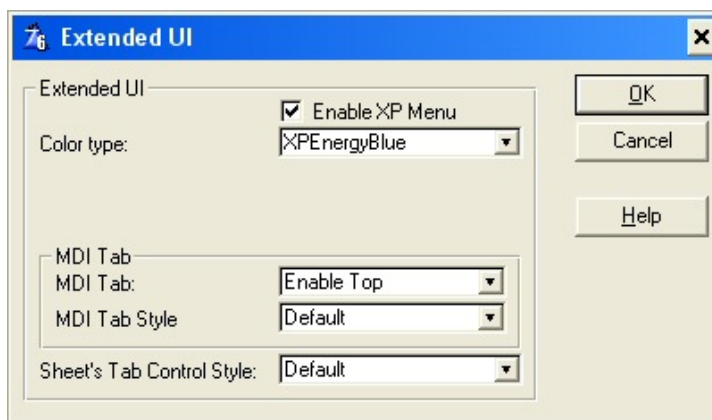 Extended UI
Extended UI
Enable XP Menu
Color type: XPEnergyBlue
MDI Tab
MDI Tab: Enable Top
MDI Tab Style Default
Sheet's Tab Control Style: Default
OK
Cancel
Help